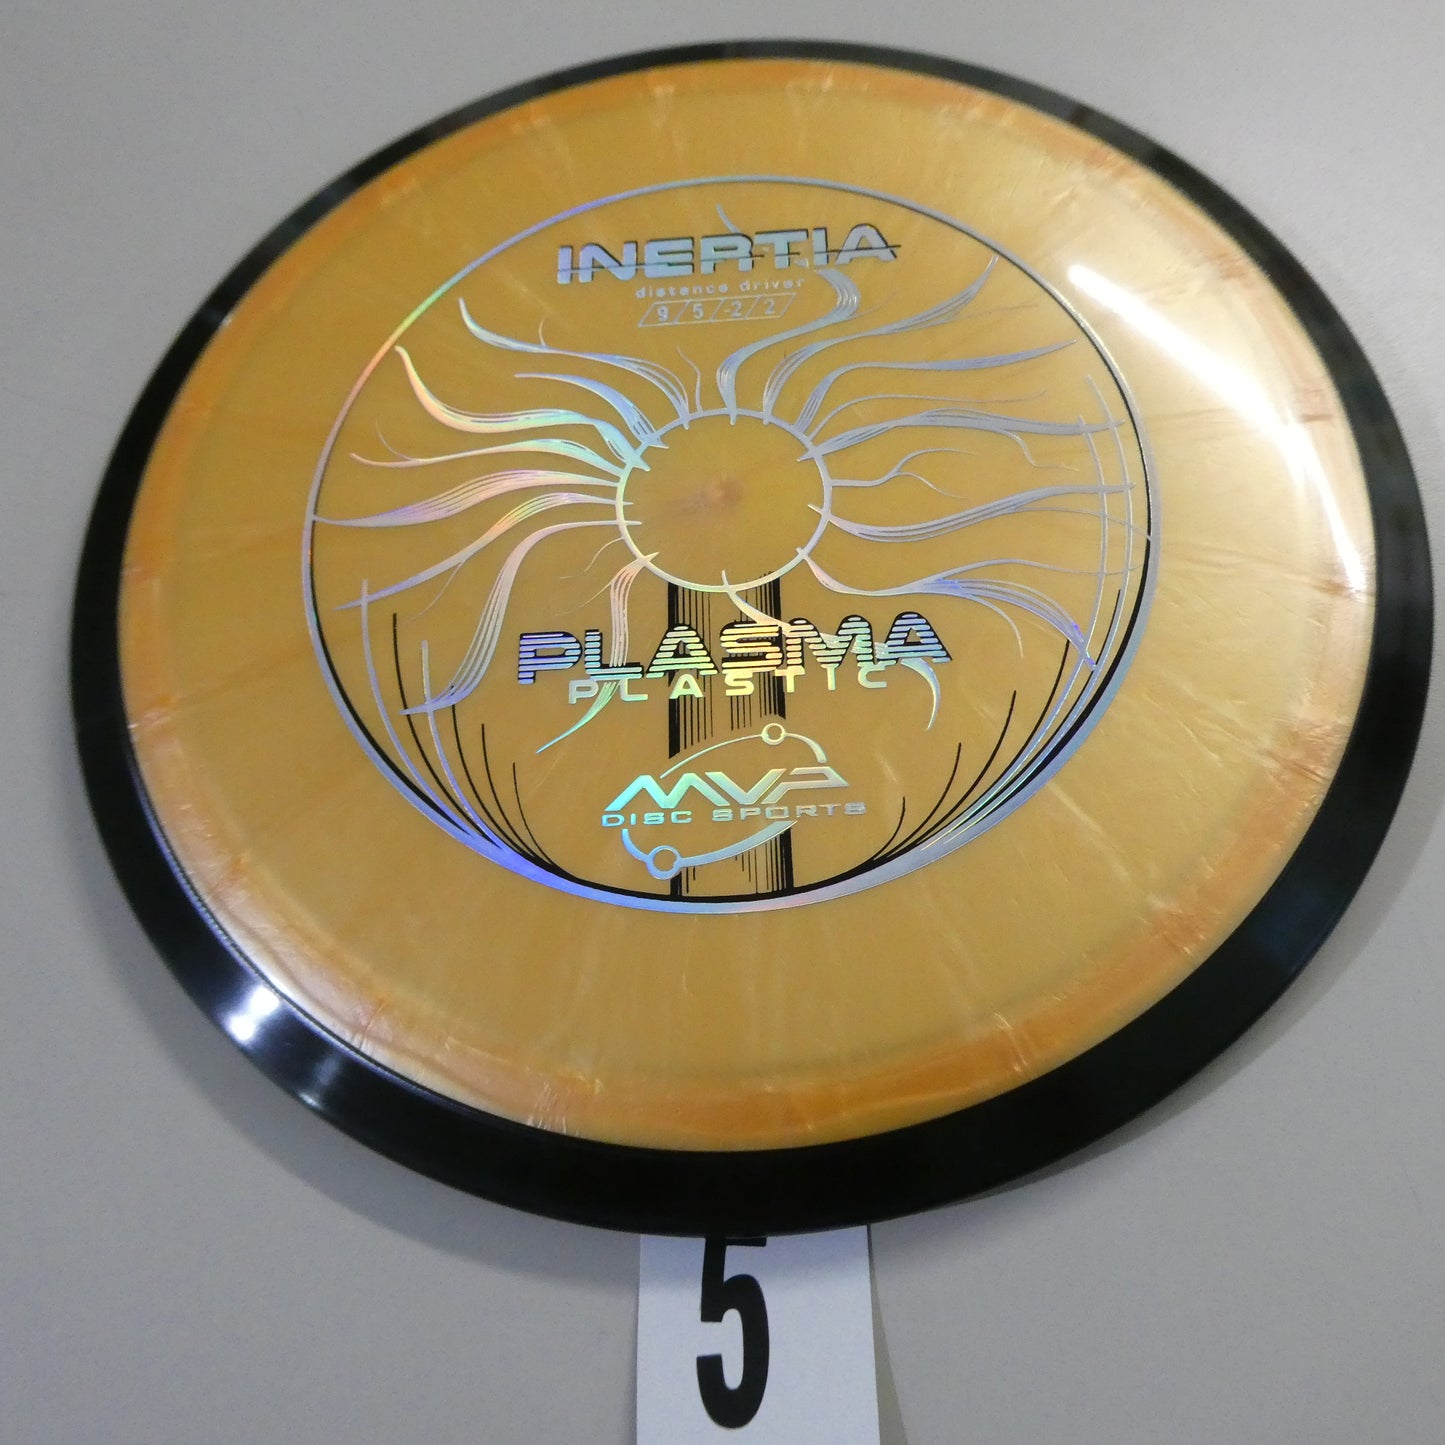 INERTIA
distance driver
9 / 5 / -2 / 2
PLASMA
PLASTIC
MVP
DISC SPORTS
5